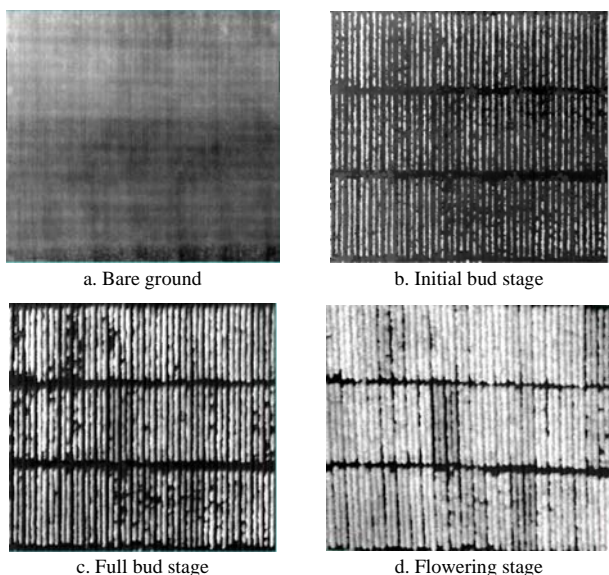 a. Bare ground
b. Initial bud stage
c. Full bud stage
d. Flowering stage